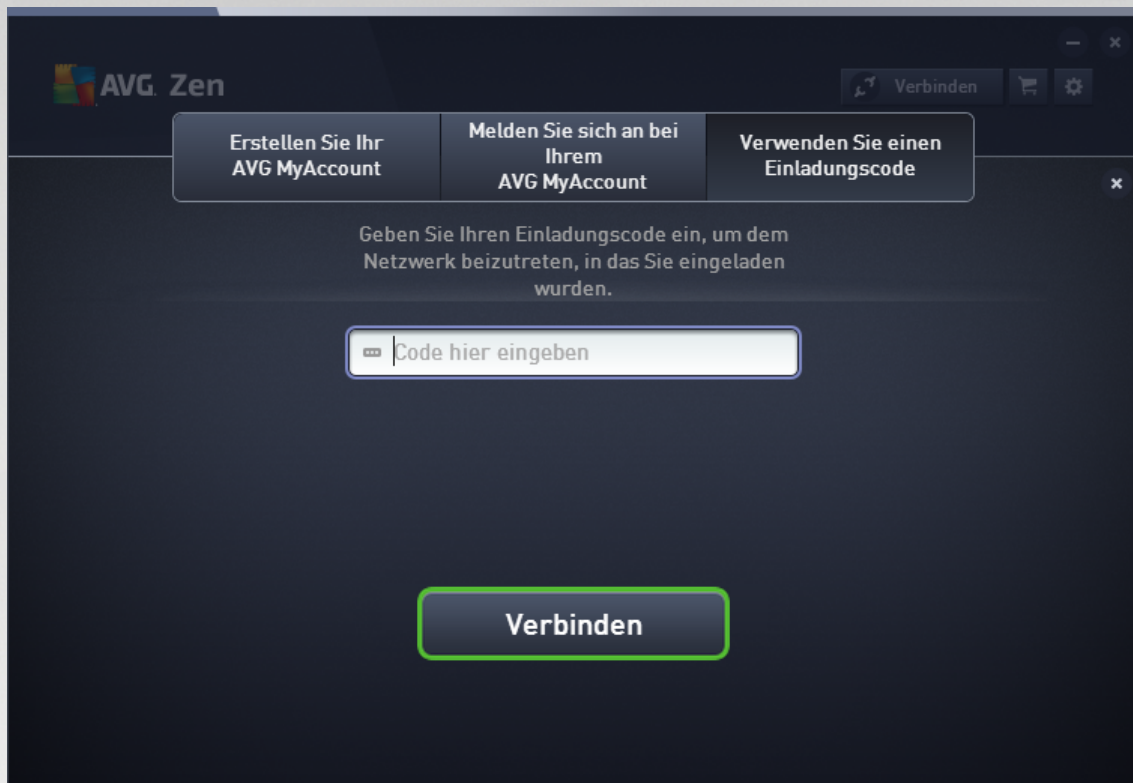 AVG. Zen
Verbinden
Erstellen Sie Ihr
AVG MyAccount
Melden Sie sich an bei
Ihrem
AVG MyAccount
Verwenden Sie einen
Einladungscode
Geben Sie Ihren Einladungscode ein, um dem
Netzwerk beizutreten, in das Sie eingeladen
wurden.
Code hier eingeben
Verbinden